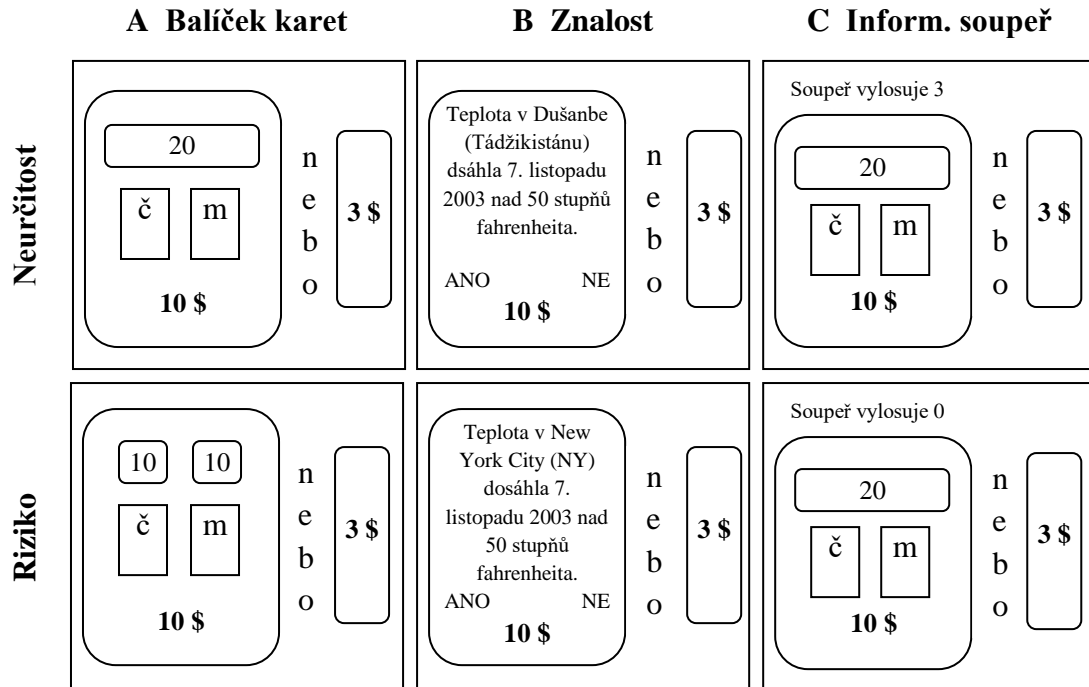 A Balíček karet
B Znalost
C Inform. soupeř
Neurčitost
20
č m
10 $
n
e
b
o
3 $
Teplota v Dušanbe
(Tádžikistánu)
dsáhla 7. listopadu
2003 nad 50 stupňů
fahrenheita.
ANO NE
10 $
n
e
b
o
3 $
Soupeř vylosuje 3
20
č m
10 $
n
e
b
o
3 $
Riziko
10 10
č m
10 $
n
e
b
o
3 $
Teplota v New
York City (NY)
dosáhla 7.
listopadu 2003 nad
50 stupňů
fahrenheita.
ANO NE
10 $
n
e
b
o
3 $
Soupeř vylosuje 0
20
č m
10 $
n
e
b
o
3 $